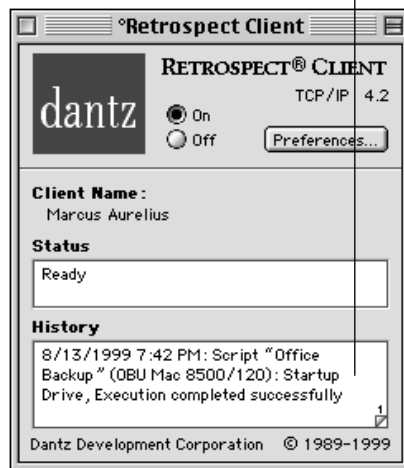 °Retrospect Client
RETROSPECT® CLIENT
dantz
TCP/IP 4.2
On
Off
Preferences...
Client Name:
Marcus Aurelius
Status
Ready
History
8/13/1999 7:42 PM: Script "Office
Backup" (OBU Mac 8500/120): Startup
Drive, Execution completed successfully
1
Dantz Development Corporation © 1989-1999